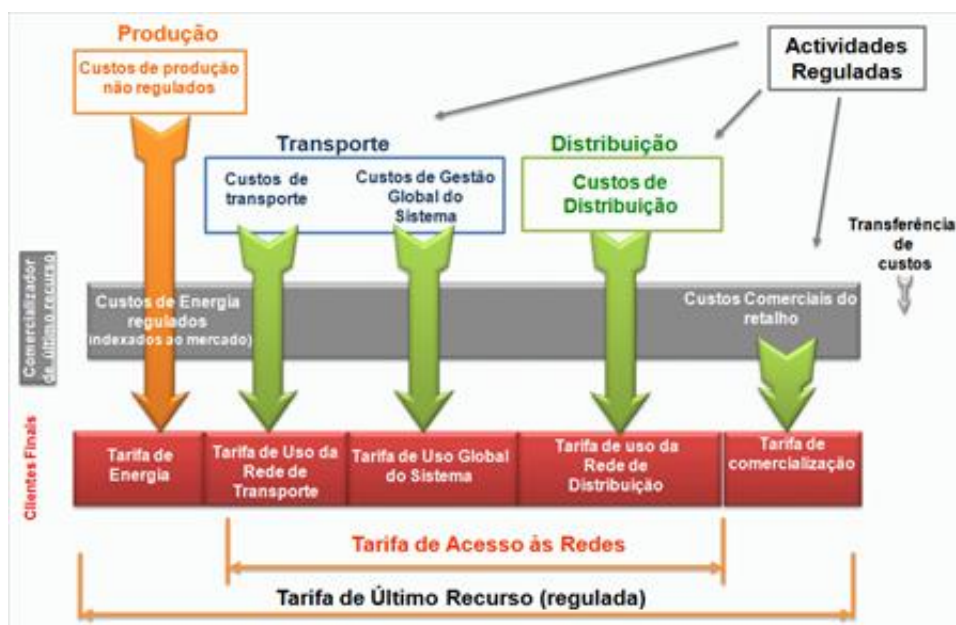 Produção
Custos de produção
não regulados
Actividades
Reguladas
Transporte
Custos de
transporte
Custos de Gestão
Global do
Sistema
Distribuição
Custos de
Distribuição
Transferência
de
custos
Comercializador
de último recurso
Custos de Energia
regulados
(indexados ao mercado)
Custos Comerciais do
retalho
Clientes Finais
Tarifa de
Energia
Tarifa de Uso da
Rede de
Transporte
Tarifa de Uso Global
do Sistema
Tarifa de uso da
Rede de
Distribuição
Tarifa de
comercialização
Tarifa de Acesso às Redes
Tarifa de Último Recurso (regulada)